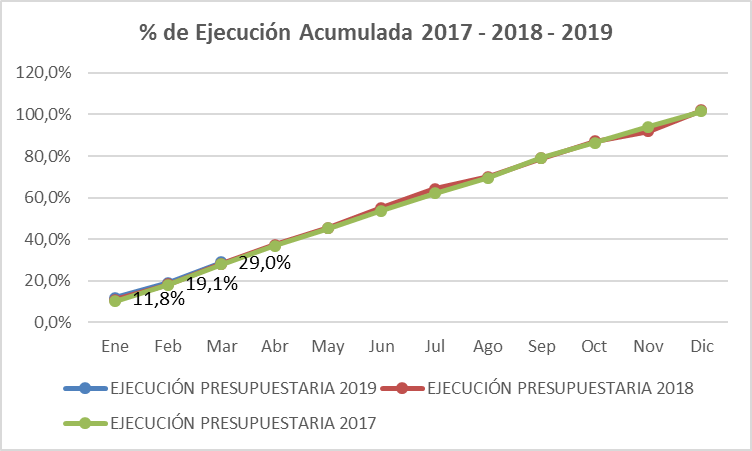 % de Ejecución Acumulada 2017 - 2018 - 2019
120,0%
100,0%
80,0%
60,0%
40,0%
20,0%
0,0%
11,8%
19,1%
29,0%
Ene Feb Mar Abr May Jun Jul Ago Sep Oct Nov Dic
EJECUCIÓN PRESUPUESTARIA 2019 EJECUCIÓN PRESUPUESTARIA 2018
EJECUCIÓN PRESUPUESTARIA 2017